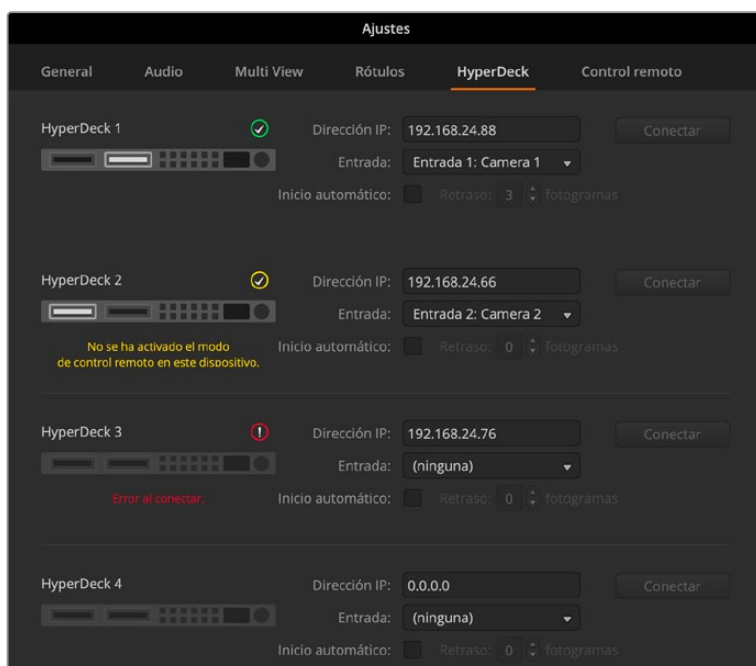 Ajustes
General Audio Multi View Rótulos HyperDeck Control remoto
HyperDeck 1 Dirección IP: 192.168.24.88 Conectar
Entrada: Entrada 1: Camera 1
Inicio automático: Retraso: 3 fotogramas
HyperDeck 2 Dirección IP: 192.168.24.66 Conectar
Entrada: Entrada 2: Camera 2
No se ha activado el modo
de control remoto en este dispositivo.
Inicio automático: Retraso: 0 fotogramas
HyperDeck 3 Dirección IP: 192.168.24.76 Conectar
Entrada: (ninguna)
Error al conectar. Inicio automático: Retraso: 0 fotogramas
HyperDeck 4 Dirección IP: 0.0.0.0 Conectar
Entrada: (ninguna)
Inicio automático: Retraso: 0 fotogramas